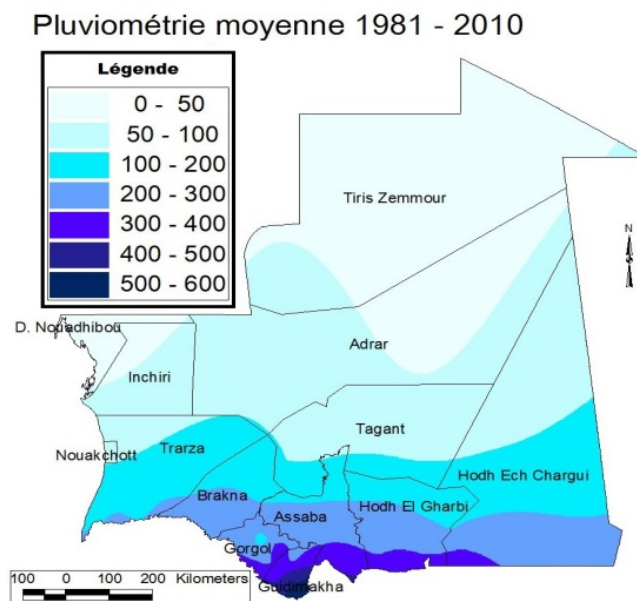 Pluviométrie moyenne 1981 - 2010
Légende
0 - 50
50 - 100
100 - 200
200 - 300
300 - 400
400 - 500
500 - 600
Tiris Zemmour
N
D. Nouadhibou
Adrar
Inchiri
Tagant
Nouakchott
Trarza
Hodh Ech Chargui
Brakna
Hodh El Gharbi
Assaba
Gorgol
Guidimakha
100 0 100 200 Kilometers